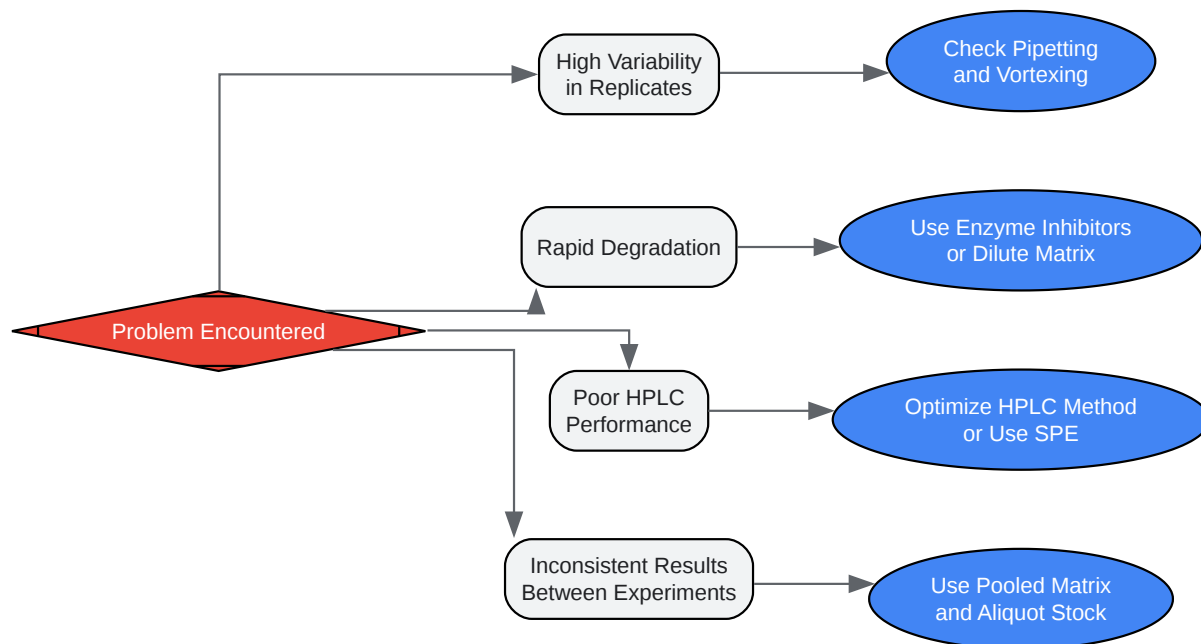 High Variability
in Replicates
Check Pipetting
and Vortexing
Rapid Degradation
Use Enzyme Inhibitors
or Dilute Matrix
Problem Encountered
Poor HPLC
Performance
Optimize HPLC Method
or Use SPE
Inconsistent Results
Between Experiments
Use Pooled Matrix
and Aliquot Stock